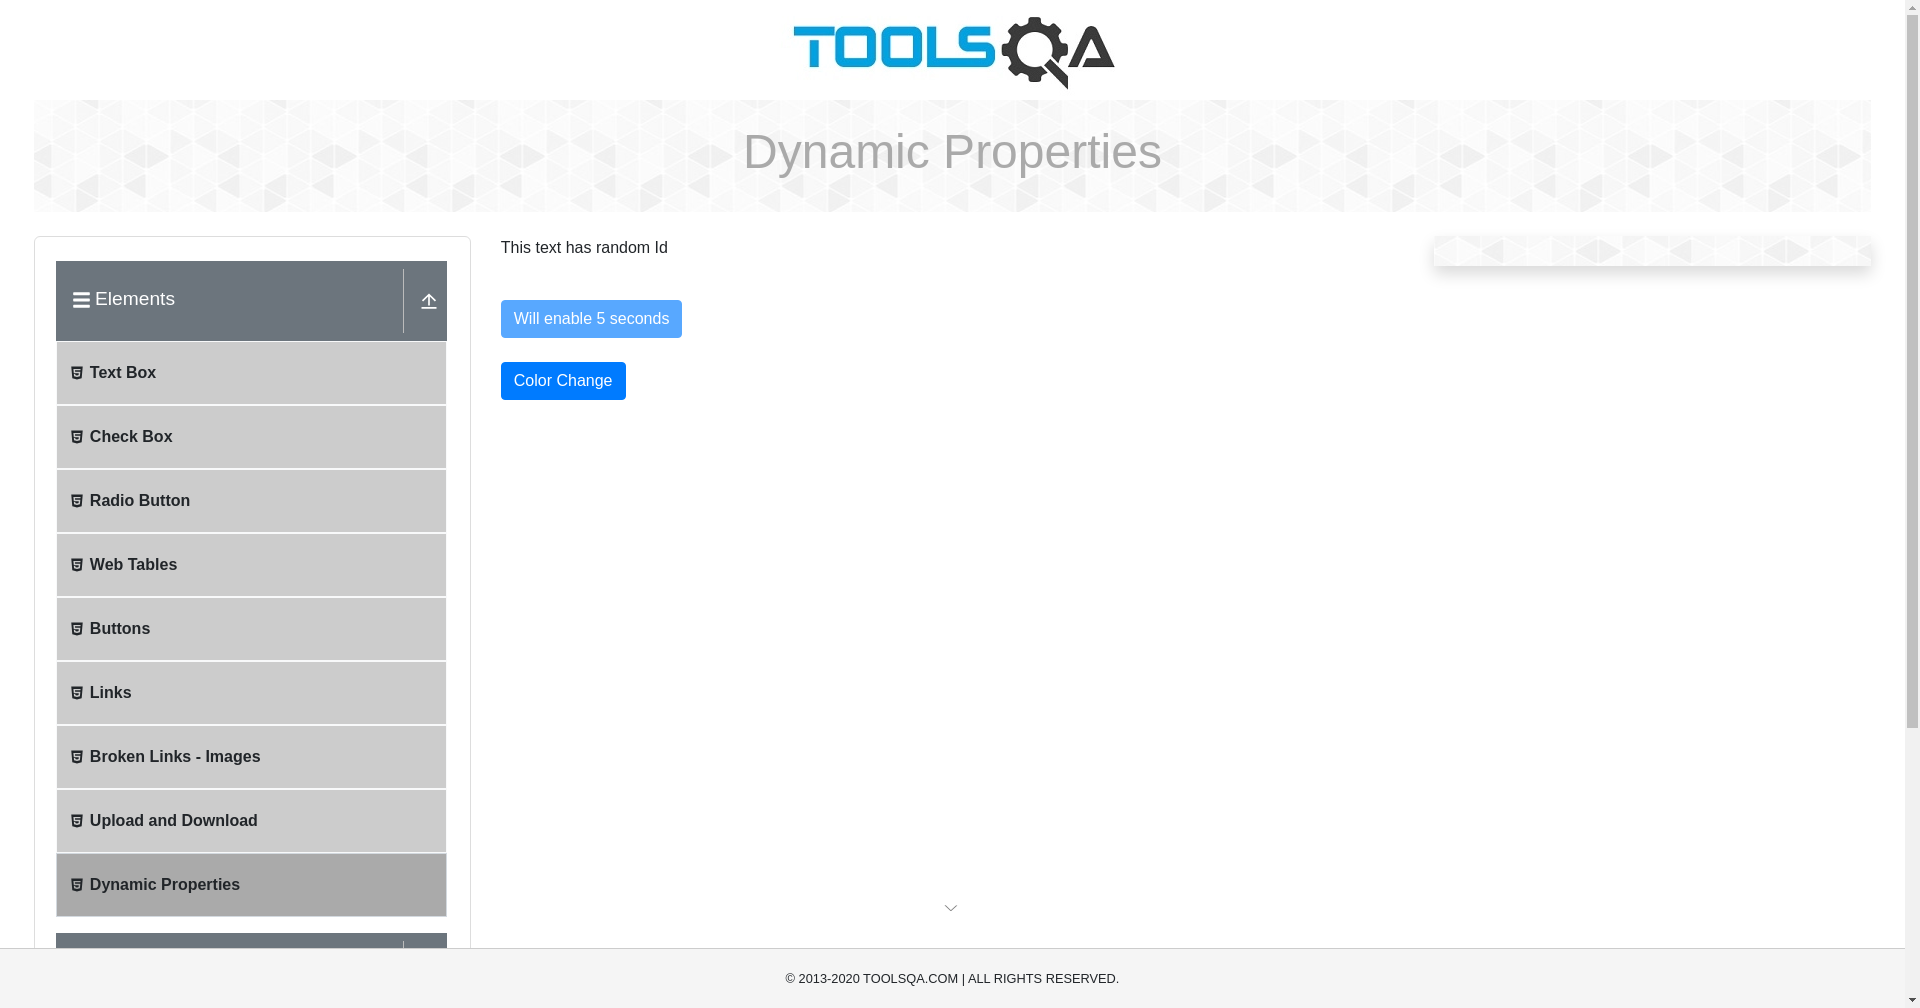 TOOLSQA
Dynamic Properties
Elements
Text Box
Check Box
Radio Button
Web Tables
Buttons
Links
Broken Links - Images
Upload and Download
Dynamic Properties
This text has random Id
Will enable 5 seconds
Color Change
© 2013-2020 TOOLSQA.COM | ALL RIGHTS RESERVED.